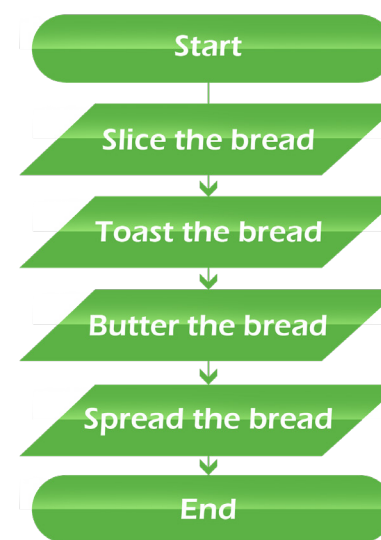 Start
Slice the bread
Toast the bread
Butter the bread
Spread the bread
End